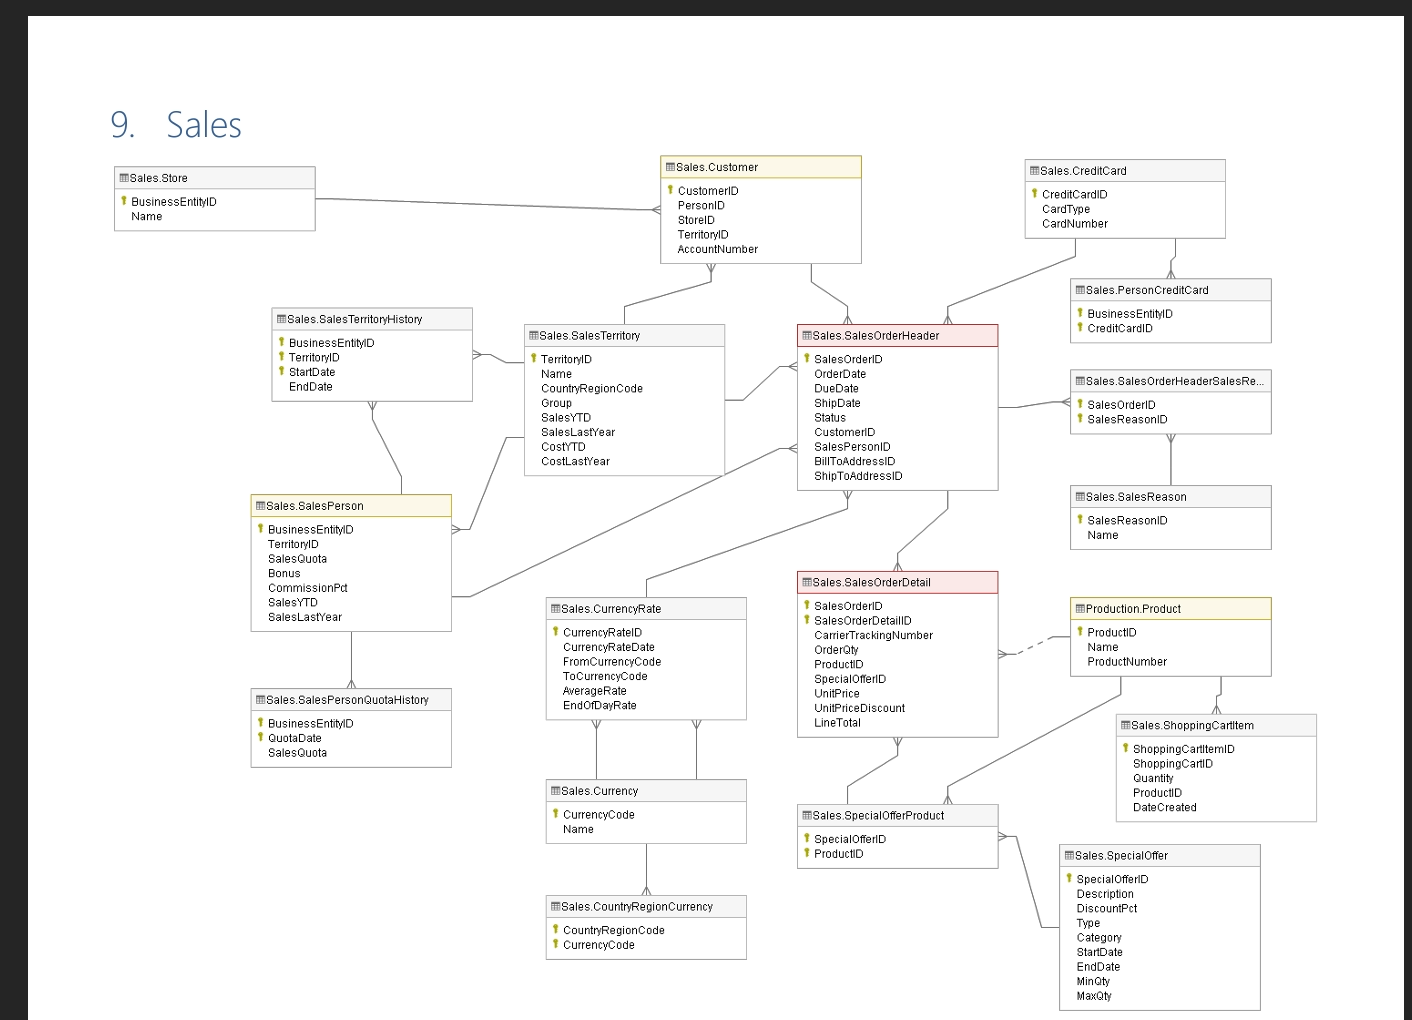 9. Sales
Sales.Store
BusinessEntityID
Name
Sales.Customer
CustomerID
PersonID
StoreID
TerritoryID
AccountNumber
Sales.CreditCard
CreditCardID
CardType
CardNumber
Sales.PersonCreditCard
BusinessEntityID
CreditCardID
Sales.SalesTerritoryHistory
BusinessEntityID
TerritoryID
StartDate
EndDate
Sales.SalesTerritory
TerritoryID
Name
CountryRegionCode
Group
SalesYTD
SalesLastYear
CostYTD
CostLastYear
Sales.SalesOrderHeader
SalesOrderID
OrderDate
DueDate
ShipDate
Status
CustomerID
SalesPersonID
BillToAddressID
ShipToAddressID
Sales.SalesOrderHeaderSalesRe...
SalesOrderID
SalesReasonID
Sales.SalesReason
SalesReasonID
Name
Sales.SalesPerson
BusinessEntityID
TerritoryID
SalesQuota
Bonus
CommissionPct
SalesYTD
SalesLastYear
Sales.SalesPersonQuotaHistory
BusinessEntityID
QuotaDate
SalesQuota
Sales.CurrencyRate
CurrencyRateID
CurrencyRateDate
FromCurrencyCode
ToCurrencyCode
AverageRate
EndOfDayRate
Sales.SalesOrderDetail
SalesOrderID
SalesOrderDetailID
CarrierTrackingNumber
OrderQty
ProductID
SpecialOfferID
UnitPrice
UnitPriceDiscount
LineTotal
Production.Product
ProductID
Name
ProductNumber
Sales.ShoppingCartItem
ShoppingCartItemID
ShoppingCartID
Quantity
ProductID
DateCreated
Sales.Currency
CurrencyCode
Name
Sales.SpecialOfferProduct
SpecialOfferID
ProductID
Sales.CountryRegionCurrency
CountryRegionCode
CurrencyCode
Sales.SpecialOffer
SpecialOfferID
Description
DiscountPct
Type
Category
StartDate
EndDate
MinQty
MaxQty